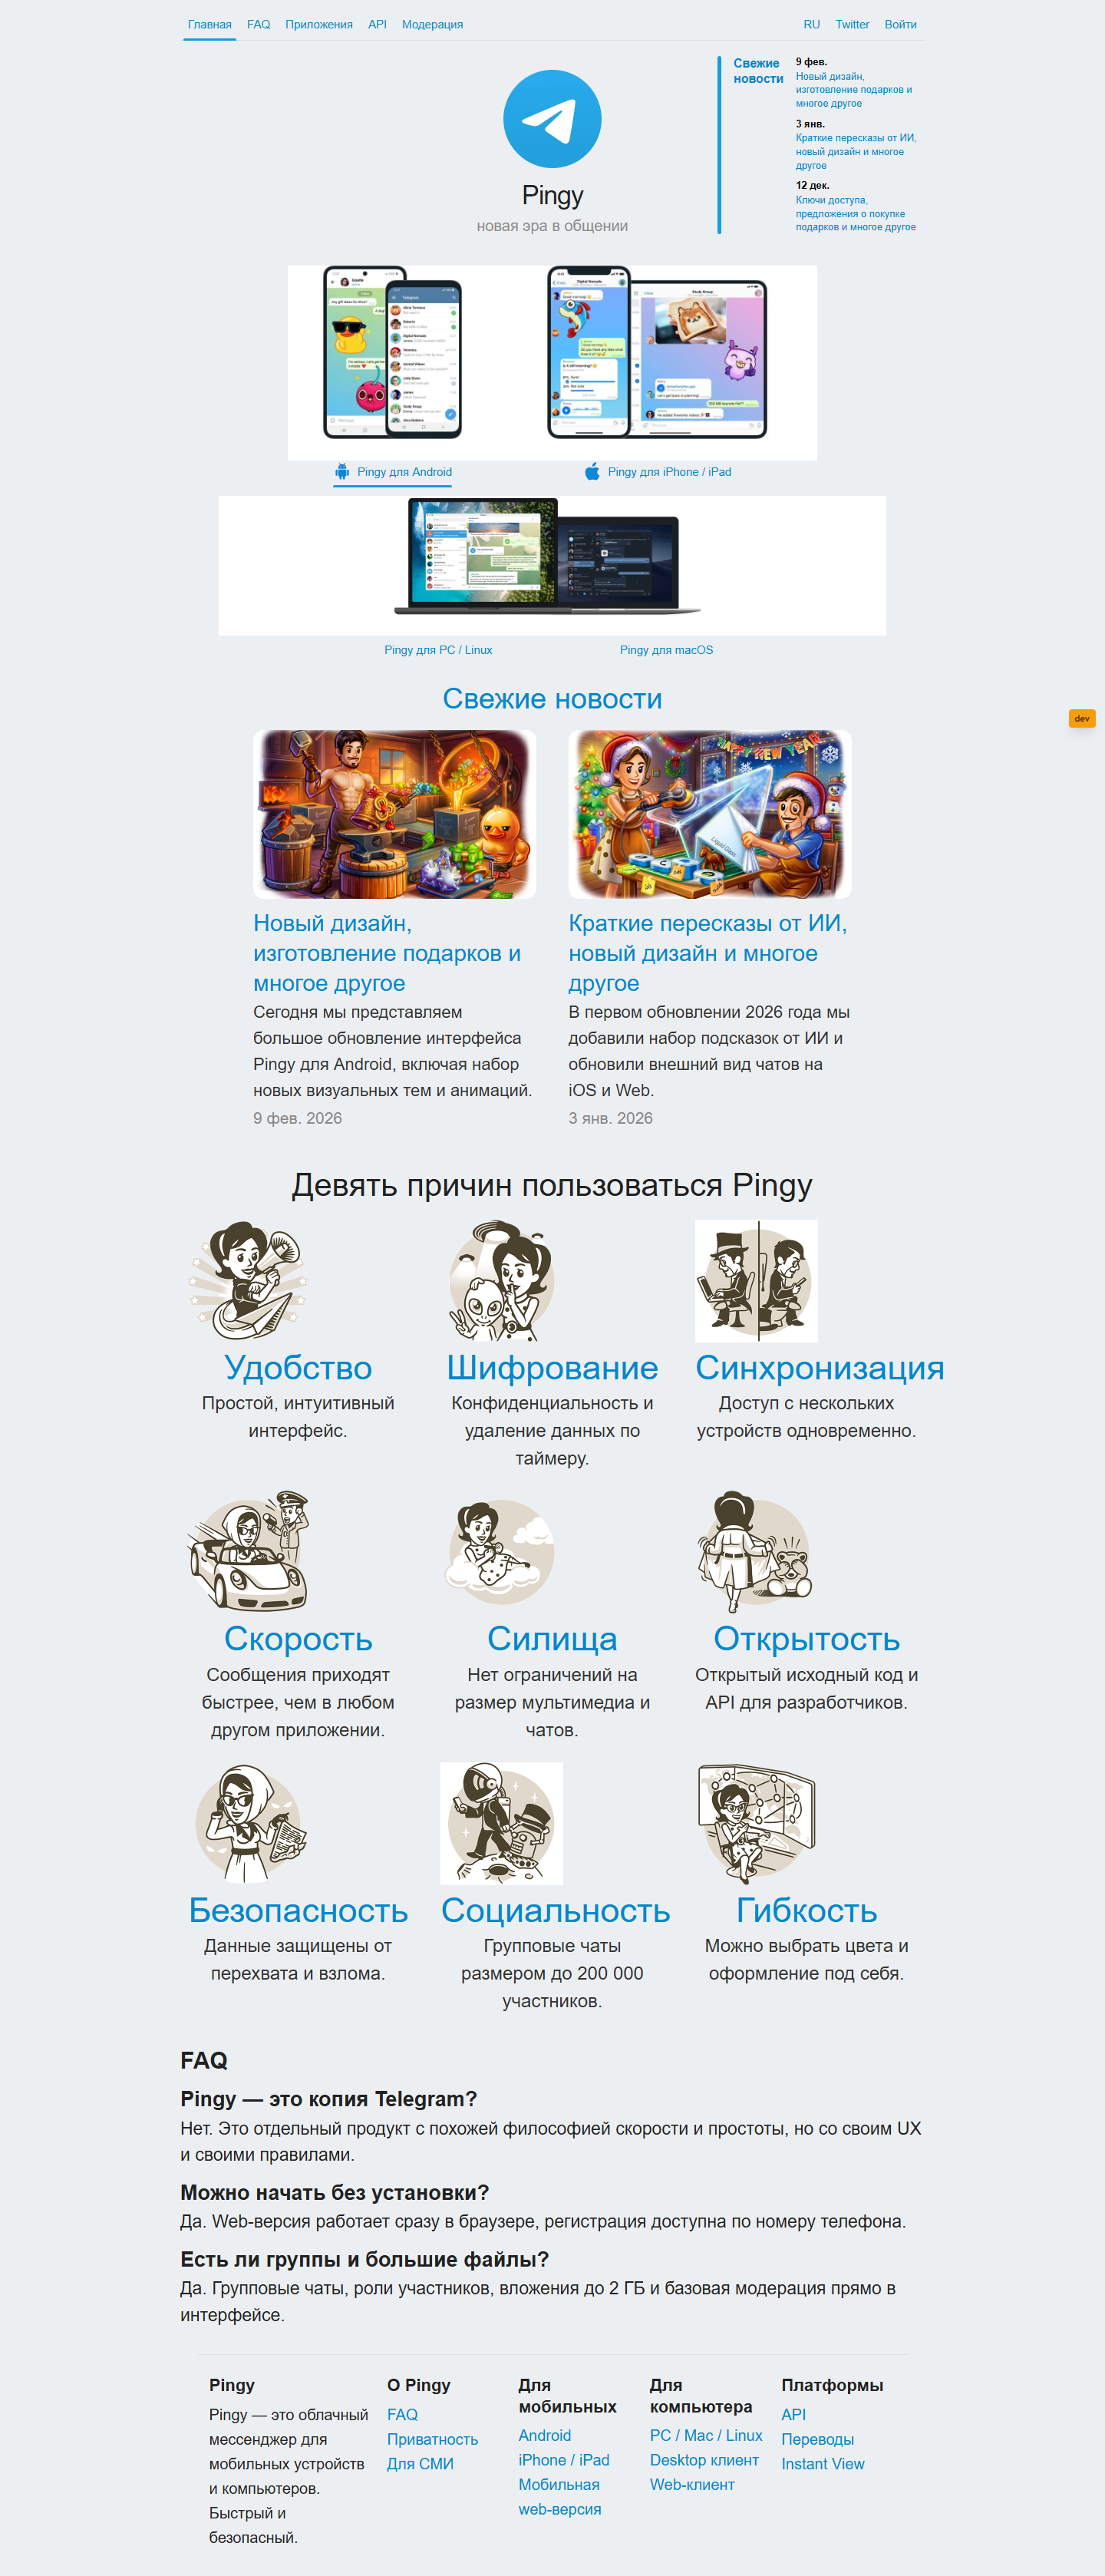 Главная FAQ Приложения API Модерация RU Twitter Войти
Свежие
новости
9 фев.
Новый дизайн,
изготовление подарков и
многое другое
3 янв.
Краткие пересказы от ИИ,
новый дизайн и многое
другое
12 дек.
Ключи доступа,
предложения о покупке
подарков и многое другое
Pingy
новая эра в общении
Pingy для Android
Pingy для iPhone / iPad
Pingy для PC / Linux
Pingy для macOS
Свежие новости
dev
HAPPY NEW YEAR
Liquid Glass
Новый дизайн,
изготовление подарков и
многое другое
Сегодня мы представляем
большое обновление интерфейса
Pingy для Android, включая набор
новых визуальных тем и анимаций.
9 фев. 2026
Краткие пересказы от ИИ,
новый дизайн и многое
другое
В первом обновлении 2026 года мы
добавили набор подсказок от ИИ и
обновили внешний вид чатов на
iOS и Web.
3 янв. 2026
Девять причин пользоваться Pingy
Удобство
Простой, интуитивный
интерфейс.
Шифрование
Конфиденциальность и
удаление данных по
таймеру.
Синхронизация
Доступ с нескольких
устройств одновременно.
Скорость
Сообщения приходят
быстрее, чем в любом
другом приложении.
Силища
Нет ограничений на
размер мультимедиа и
чатов.
Открытость
Открытый исходный код и
API для разработчиков.
Безопасность
Данные защищены от
перехвата и взлома.
Социальность
Групповые чаты
размером до 200 000
участников.
Гибкость
Можно выбрать цвета и
оформление под себя.
FAQ
Pingy — это копия Telegram?
Нет. Это отдельный продукт с похожей философией скорости и простоты, но со своим UX
и своими правилами.
Можно начать без установки?
Да. Web-версия работает сразу в браузере, регистрация доступна по номеру телефона.
Есть ли группы и большие файлы?
Да. Групповые чаты, роли участников, вложения до 2 ГБ и базовая модерация прямо в
интерфейсе.
Pingy
Pingy — это облачный
мессенджер для
мобильных устройств
и компьютеров.
Быстрый и
безопасный.
О Pingy
FAQ
Приватность
Для СМИ
Для
мобильных
Android
iPhone / iPad
Мобильная
web-версия
Для
компьютера
PC / Mac / Linux
Desktop клиент
Web-клиент
Платформы
API
Переводы
Instant View